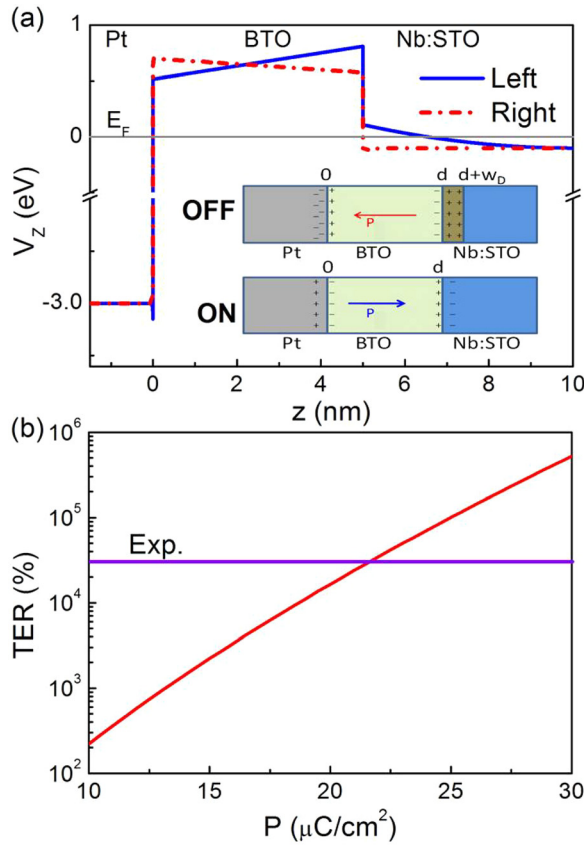 (a)
Pt BTO Nb:STO
Left
Right
E_F
1
0
-3.0
V_Z (eV)
0 d d+w_D
OFF
- - - - - + + + + + P - - - - - + + + + + + + + + +
Pt BTO Nb:STO
0 d
ON
P
Pt BTO Nb:STO
0 2 4 6 8 10
z (nm)
(b)
10^6
10^5
10^4
10^3
10^2
Exp.
TER (%)
10 15 20 25 30
P (μC/cm^2)